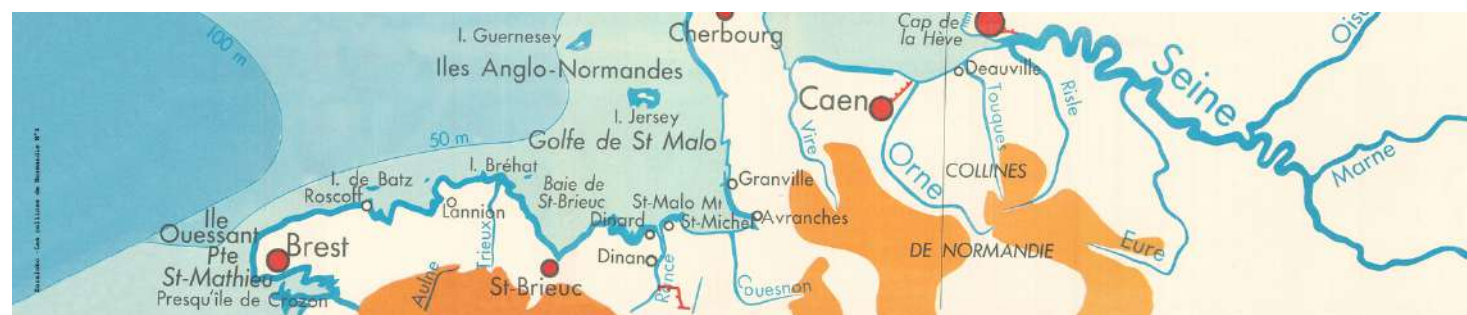 100 m
I. Guernesey
Iles Anglo-Normandes
Cherbourg
Cap de
la Hève
Oise
Seine
Deauville
Risle
Touques
Caen
Vire
I. Jersey
Golfe de St Malo
50 m
Orne
COLLINES
Marne
I. Bréhat
I. de Batz
Roscoff
Lannion
Trieux
Baie de
St-Brieuc
Granville
St-Malo
Mt
St-Michel
Avranches
Dinard
Ile
Ouessant
Brest
Pte
St-Mathieu
Presqu'ile de Crozon
Aulne
St-Brieuc
Dinan
Rance
Couesnon
DE NORMANDIE
Eure